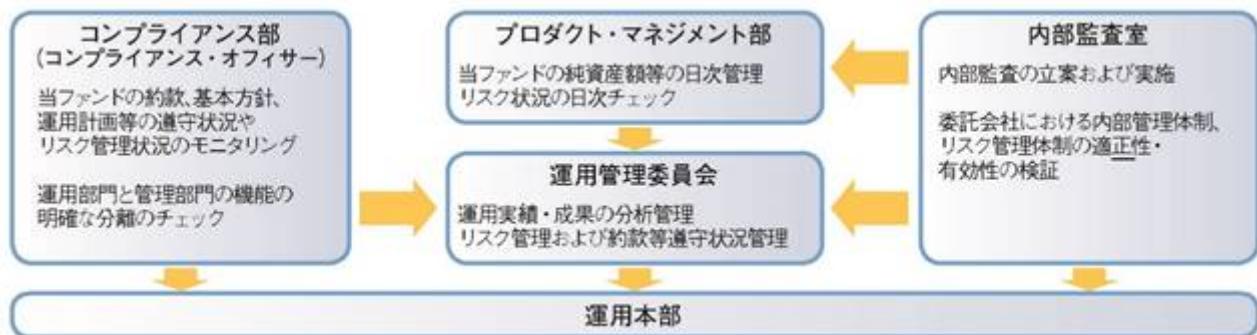 コンプライアンス部
(コンプライアンス・オフィサー)
当ファンドの約款、基本方針、
運用計画等の遵守状況や
リスク管理状況のモニタリング
運用部門と管理部門の機能の
明確な分離のチェック
プロダクト・マネジメント部
当ファンドの純資産額等の日次管理
リスク状況の日次チェック
運用管理委員会
運用実績・成果の分析管理
リスク管理および約款等遵守状況管理
内部監査室
内部監査の立案および実施
委託会社における内部管理体制、
リスク管理体制の適正性・
有効性の検証
運用本部